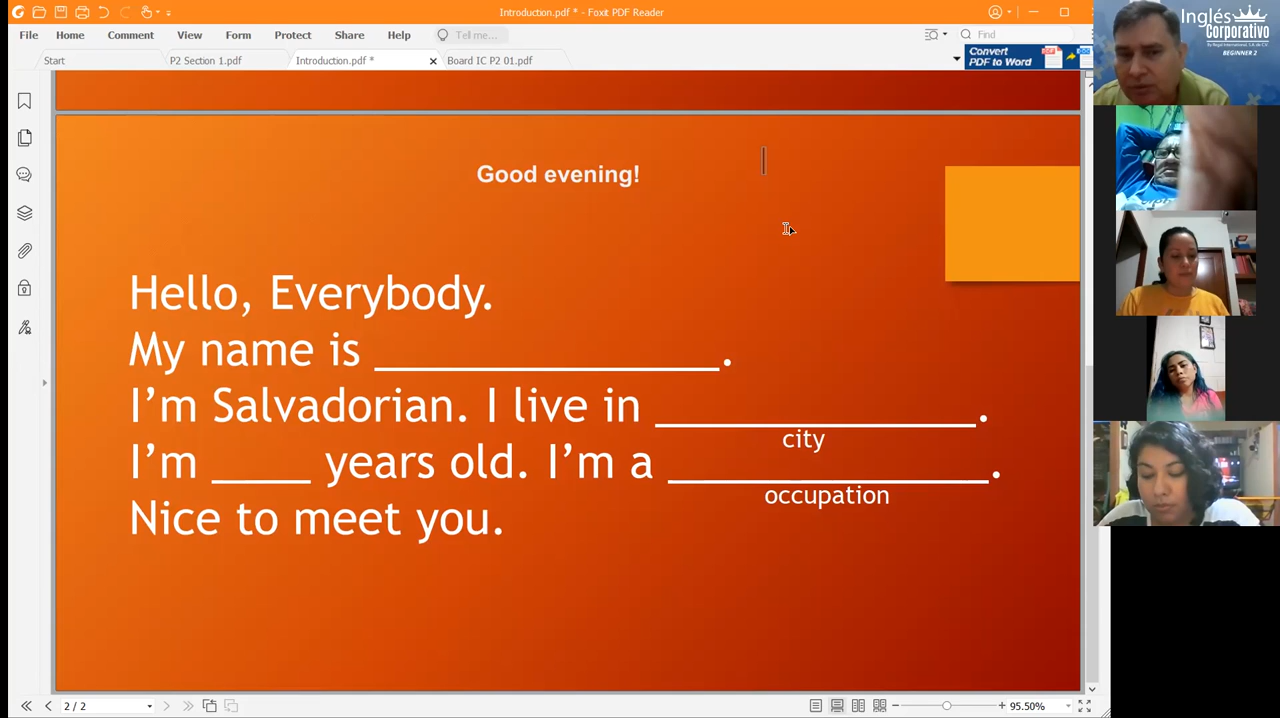 Introduction.pdf * - Foxit PDF Reader
File Home Comment View Form Protect Share Help Tell me... Find
Start P2 Section 1.pdf Introduction.pdf * Board IC P2 01.pdf
Convert
PDF to Word
Inglés
Corporativo
BEGINNER 2
Good evening!
Hello, Everybody.
My name is ____________________.
I’m Salvadorian. I live in ____________________.
city
I’m _____ years old. I’m a ____________________.
occupation
Nice to meet you.
2 / 2
95.50%